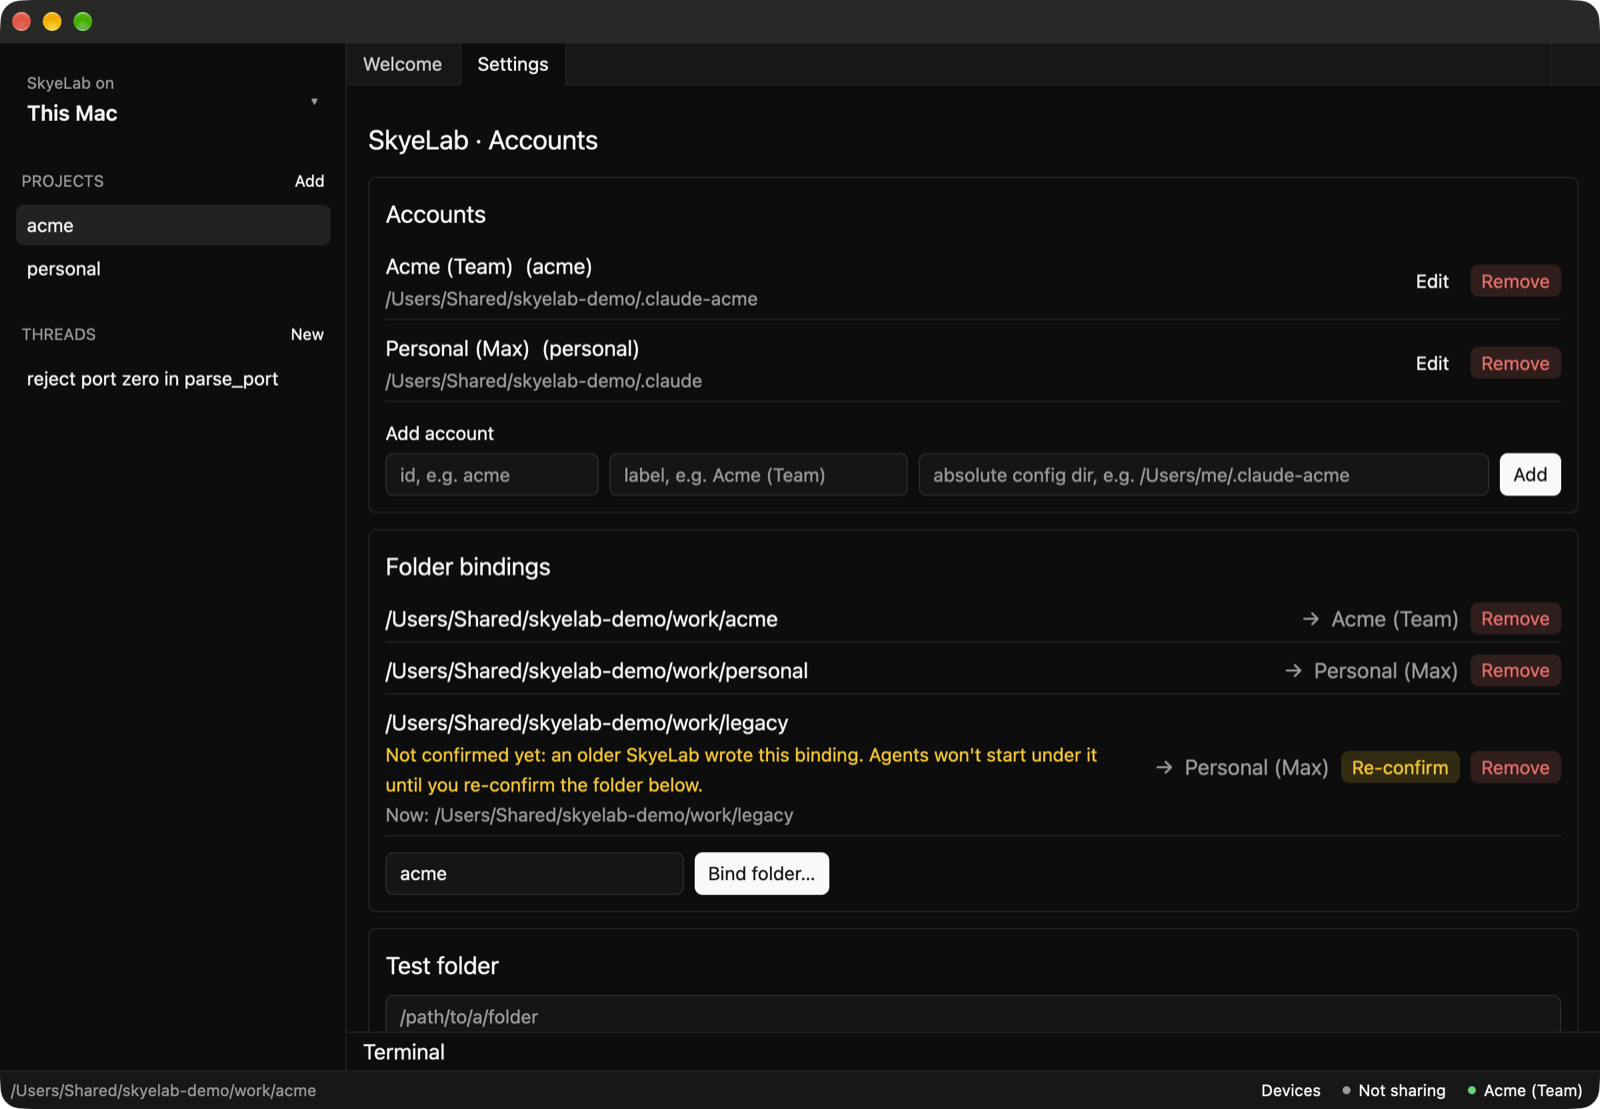 SkyeLab on
This Mac
PROJECTS
Add
acme
personal
THREADS
New
reject port zero in parse_port
Welcome
Settings
SkyeLab · Accounts
Accounts
Acme (Team) (acme)
/Users/Shared/skyelab-demo/.claude-acme
Edit
Remove
Personal (Max) (personal)
/Users/Shared/skyelab-demo/.claude
Edit
Remove
Add account
id, e.g. acme
label, e.g. Acme (Team)
absolute config dir, e.g. /Users/me/.claude-acme
Add
Folder bindings
/Users/Shared/skyelab-demo/work/acme
→ Acme (Team)
Remove
/Users/Shared/skyelab-demo/work/personal
→ Personal (Max)
Remove
/Users/Shared/skyelab-demo/work/legacy
Not confirmed yet: an older SkyeLab wrote this binding. Agents won't start under it
until you re-confirm the folder below.
Now: /Users/Shared/skyelab-demo/work/legacy
→ Personal (Max)
Re-confirm
Remove
acme
Bind folder...
Test folder
/path/to/a/folder
Terminal
/Users/Shared/skyelab-demo/work/acme
Devices
Not sharing
Acme (Team)